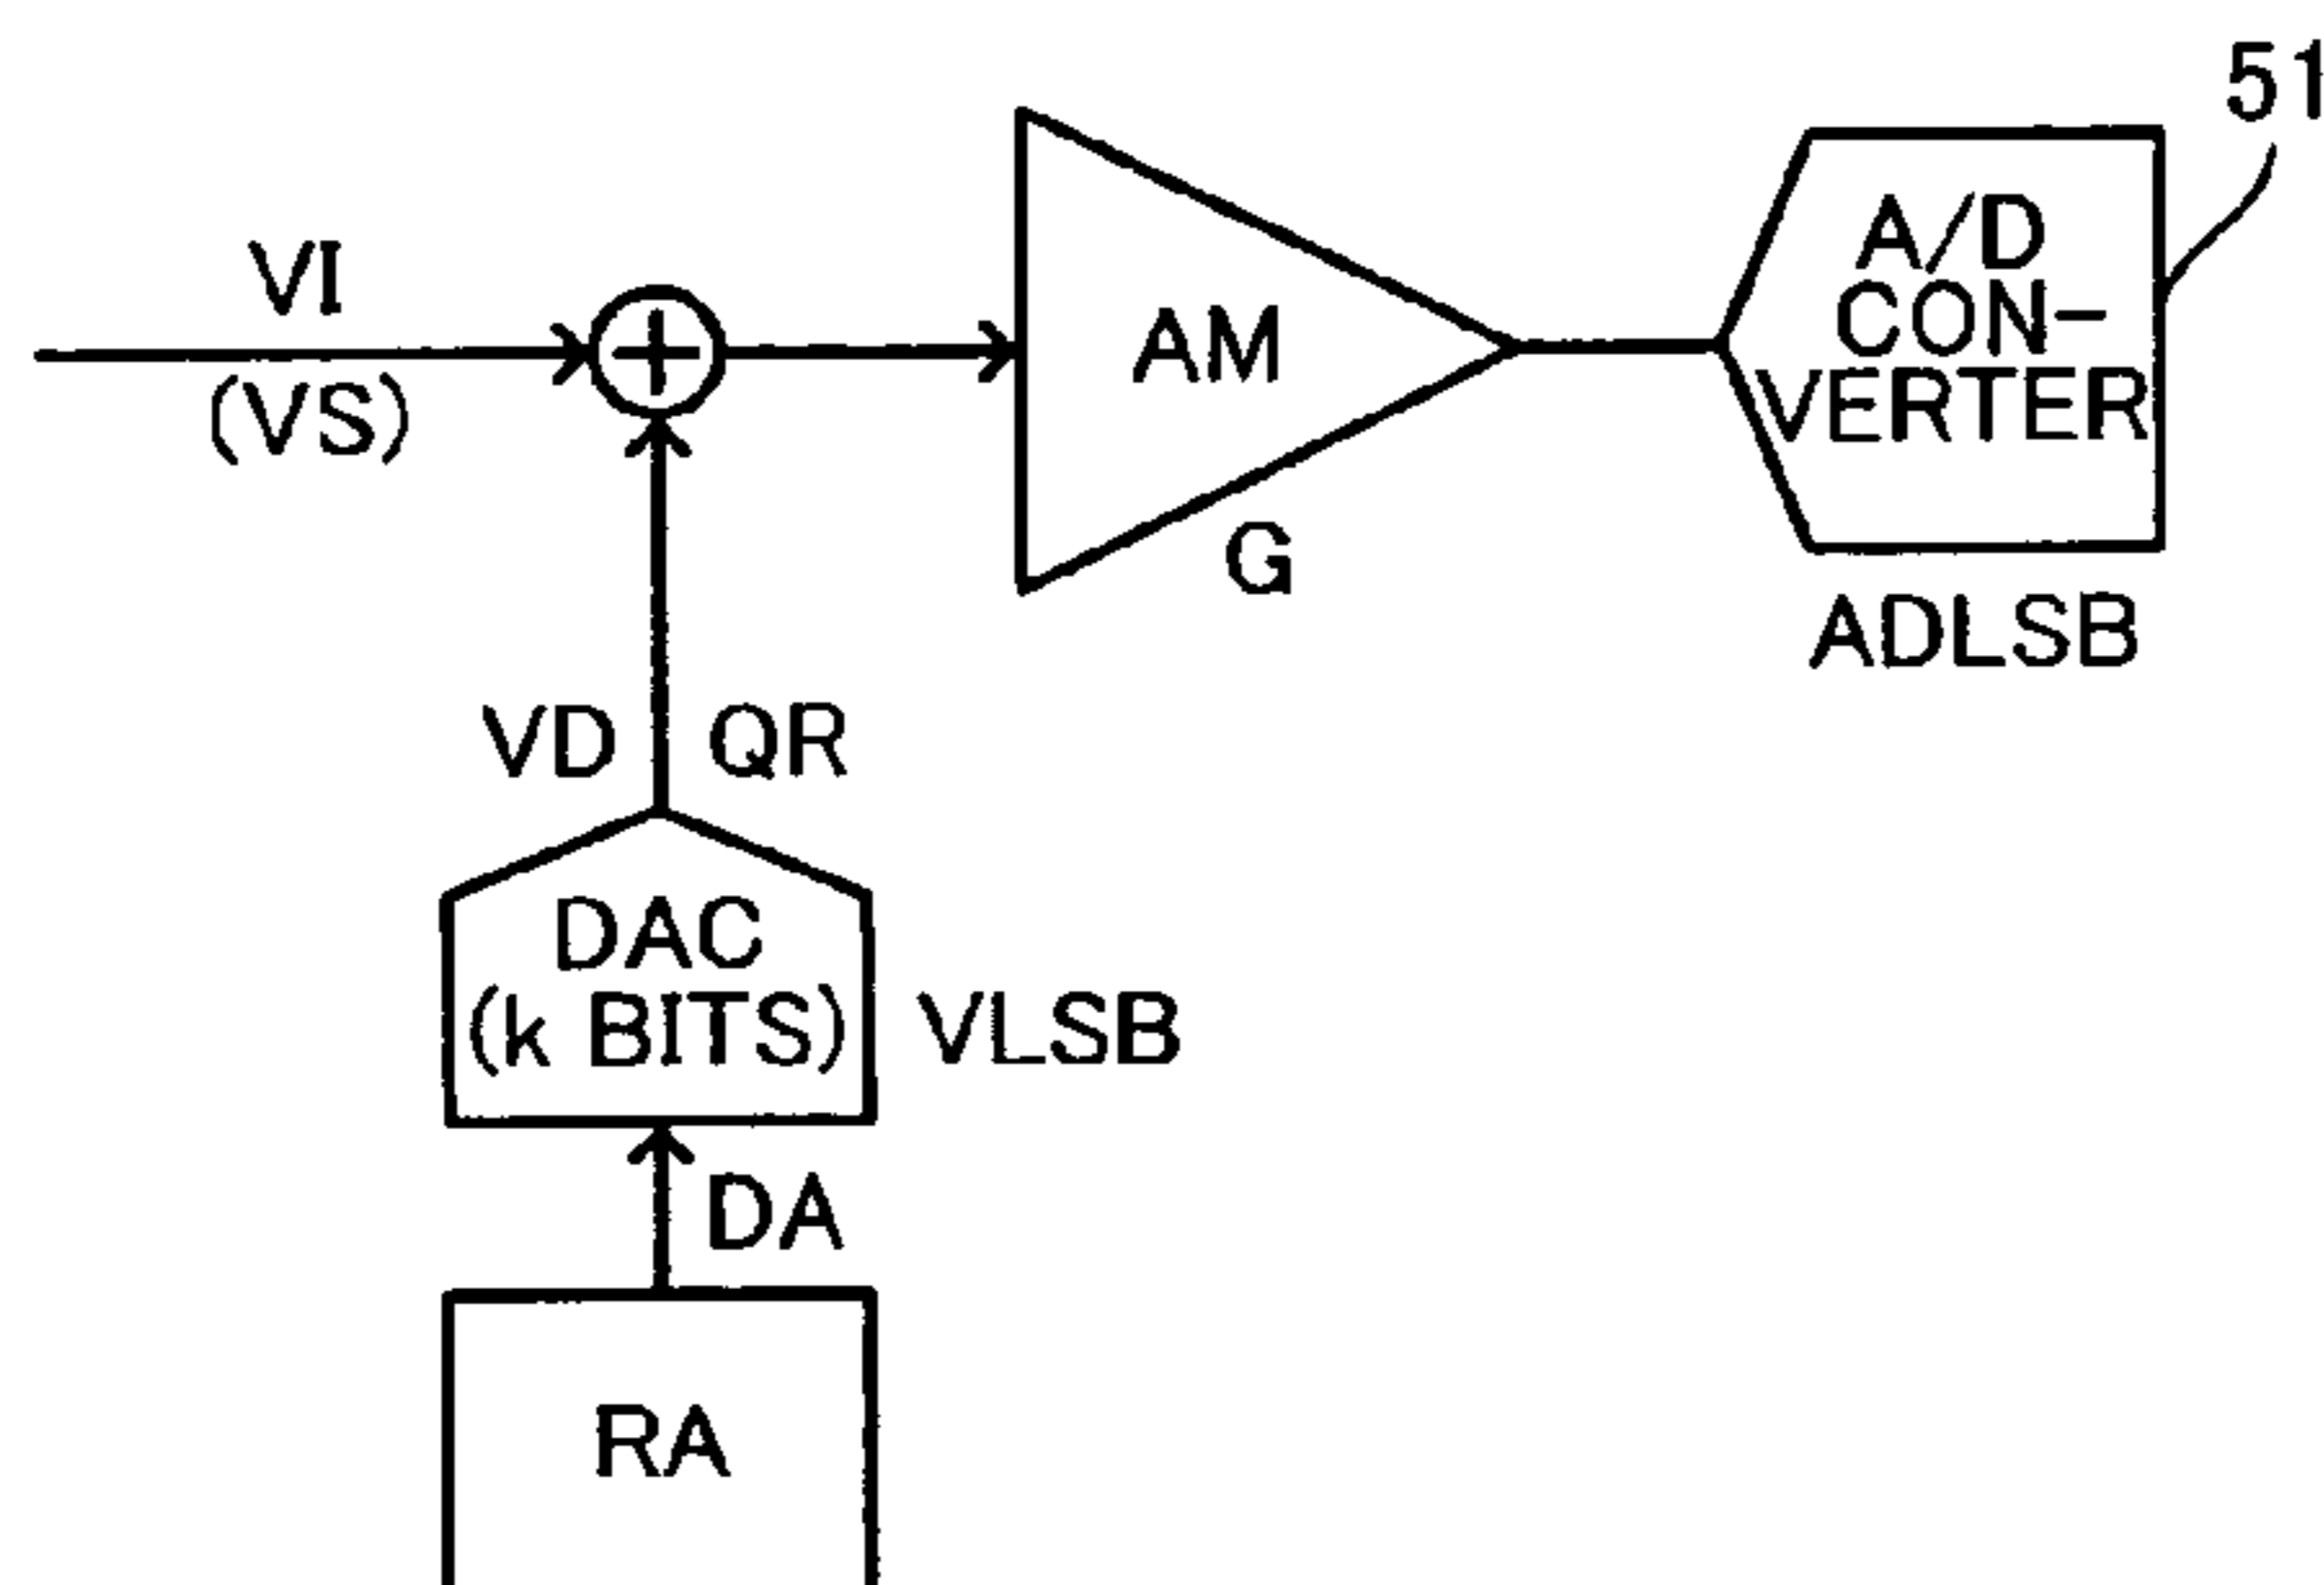 51
VI
(VS)
AM
G
A/D
CON-
VERTER
ADLSB
VD
QR
DAC
(k BITS)
VLSB
DA
RA